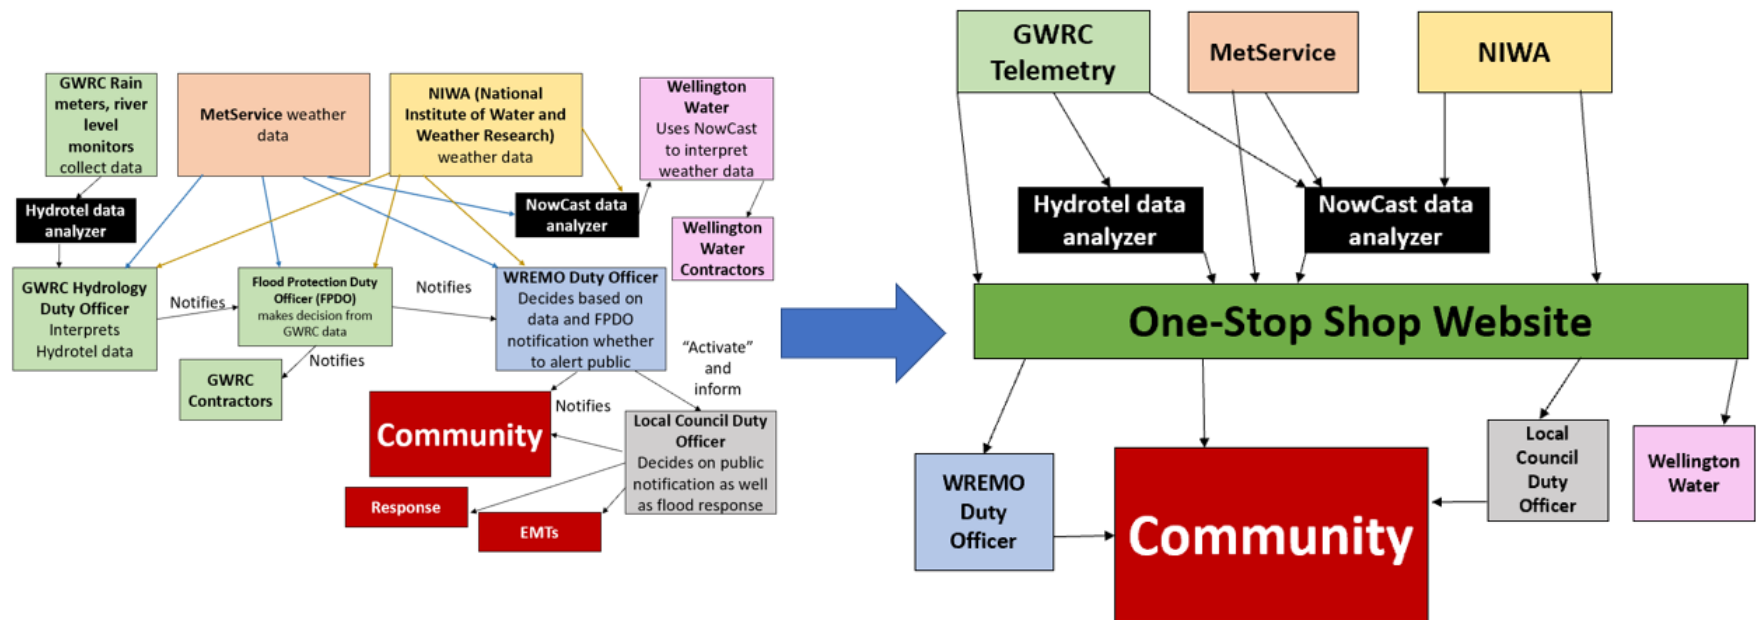 GWRC Rain
meters, river
level
monitors
collect data
MetService weather
data
NIWA (National
Institute of Water and
Weather Research)
weather data
Wellington
Water
Uses NowCast
to interpret
weather data
Hydrotel data
analyzer
NowCast data
analyzer
Wellington
Water
Contractors
GWRC Hydrology
Duty Officer
Interprets
Hydrotel data
Notifies
Flood Protection Duty
Officer (FPDO)
makes decision from
GWRC data
Notifies
WREMO Duty Officer
Decides based on
data and FPDO
notification whether
to alert public
Notifies
GWRC
Contractors
"Activate"
and
inform
Notifies
Community
Local Council Duty
Officer
Decides on public
notification as well
as flood response
Response
EMTs
GWRC
Telemetry
MetService
NIWA
Hydrotel data
analyzer
NowCast data
analyzer
One-Stop Shop Website
WREMO
Duty
Officer
Community
Local
Council
Duty
Officer
Wellington
Water